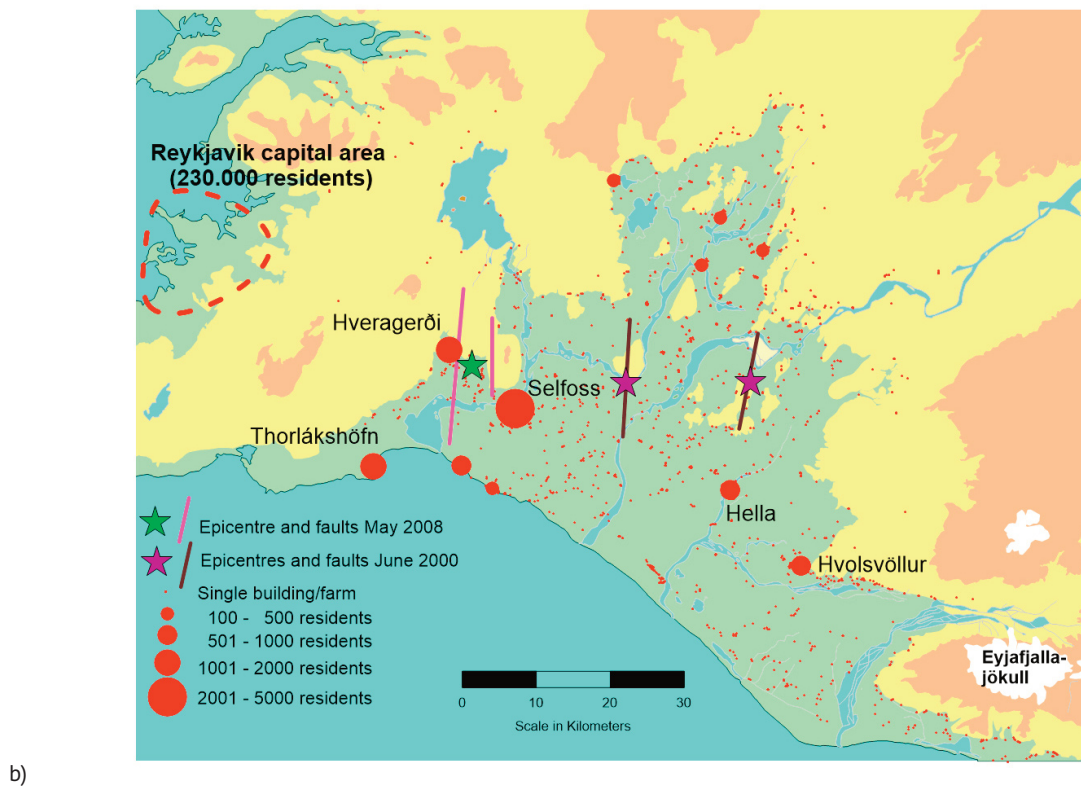 Reykjavik capital area
(230.000 residents)
Hveragerði
Selfoss
Thorlákshöfn
Hella
Hvolsvöllur
Eyjafjalla-
jökull
Epicentre and faults May 2008
Epicentres and faults June 2000
Single building/farm
100 - 500 residents
501 - 1000 residents
1001 - 2000 residents
2001 - 5000 residents
0 10 20 30
Scale in Kilometers
b)